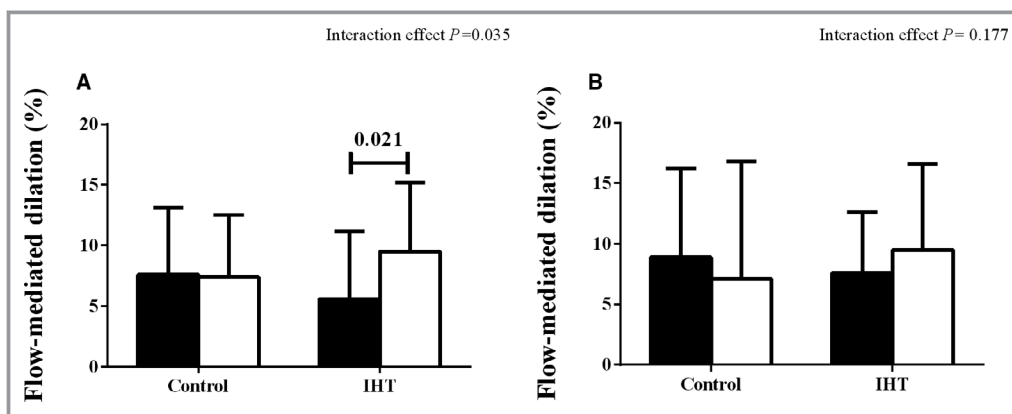 Interaction effect P=0.035
A
Flow-mediated dilation (%)
20
15
10
5
0
0.021
Control
IHT
Interaction effect P= 0.177
B
Flow-mediated dilation (%)
20
15
10
5
0
Control
IHT